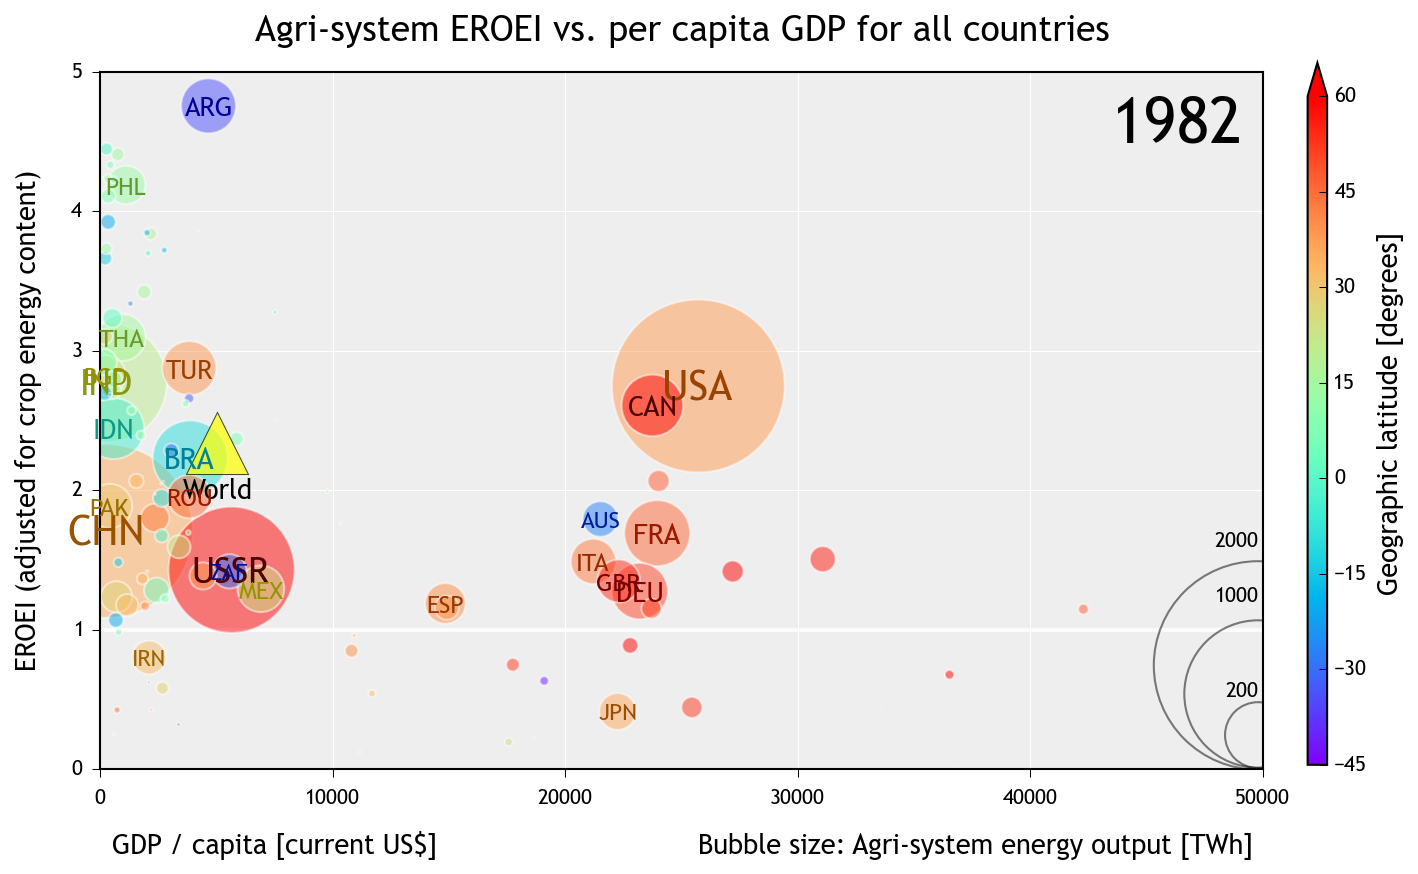 Agri-system EROEI vs. per capita GDP for all countries
1982
EROEI (adjusted for crop energy content)
5
4
3
2
1
0
ARG
PHL
THA
TUR
BGD
IND
USA
CAN
IDN
BRA
World
ROU
PAK
CHN
AUS
FRA
USSR
ZAF
ITA
GBR
DEU
MEX
ESP
IRN
JPN
2000
1000
200
0
10000
20000
30000
40000
50000
GDP / capita [current US$]
Bubble size: Agri-system energy output [TWh]
60
45
30
15
0
−15
−30
−45
Geographic latitude [degrees]